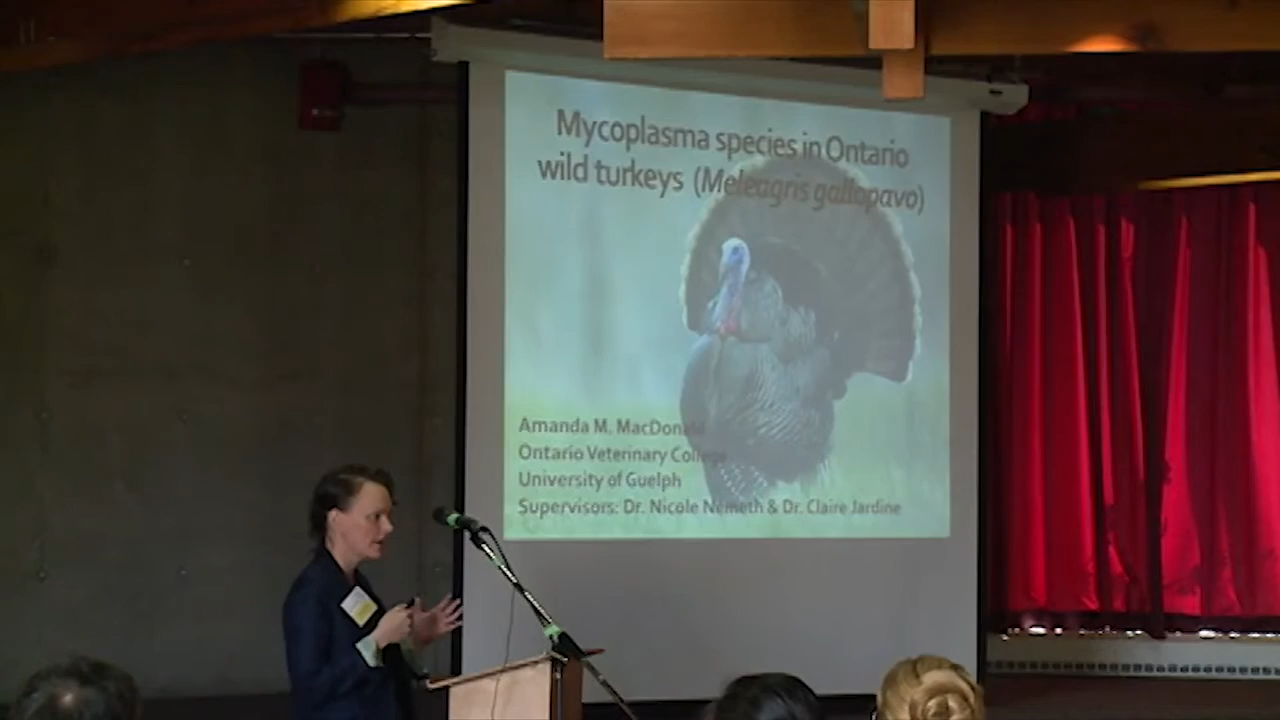 Mycoplasma species in Ontario
wild turkeys (Meleagris gallopavo)
Amanda M. MacDonald
Ontario Veterinary College
University of Guelph
Supervisors: Dr. Nicole Nemeth & Dr. Claire Jardine